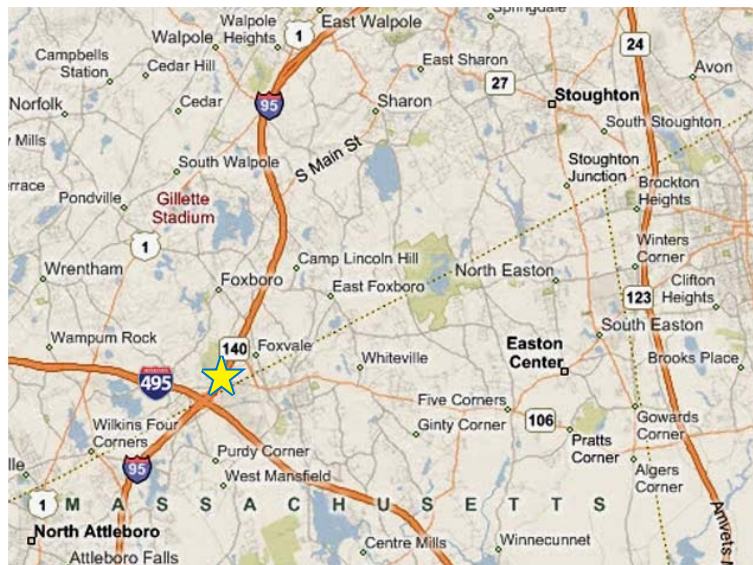 Springdale
Walpole
Walpole
Heights
1
East Walpole
24
Campbells
Station
Cedar Hill
East Sharon
27
Avon
Norfolk
Cedar
95
Sharon
Stoughton
South Stoughton
y Mills
South Walpole
S Main St
Stoughton
Junction
errace
Pondville
Gillette
Stadium
Brockton
Heights
1
Winters
Corner
Wrentham
Camp Lincoln Hill
North Easton
Foxboro
East Foxboro
123
Clifton
Heights
Wampum Rock
140
Foxvale
Easton
Center
South Easton
Whiteville
Brooks Place
495
Five Corners
106
Gowards
Corner
Wilkins Four
Corners
Ginty Corner
Pratts
Corner
Purdy Corner
Algers
Corner
lle
95
West Mansfield
1
MASSACHUSETTS
Amvets
North Attleboro
Centre Mills
Winnecunnet
Attleboro Falls